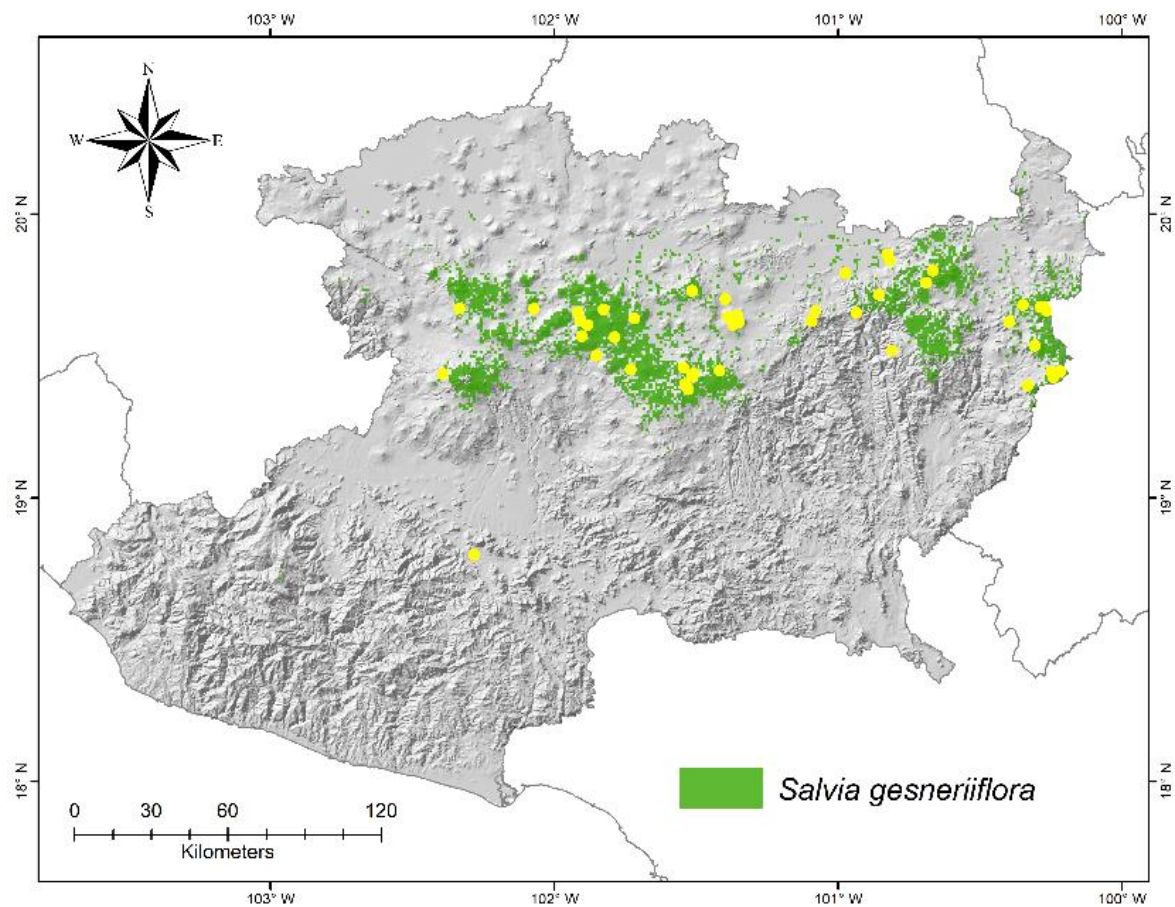 103° W 102° W 101° W 100° W
N
W E
S
20° N 20° N
19° N 19° N
18° N 18° N
Salvia gesneriiflora
0 30 60 120
Kilometers
103° W 102° W 101° W 100° W